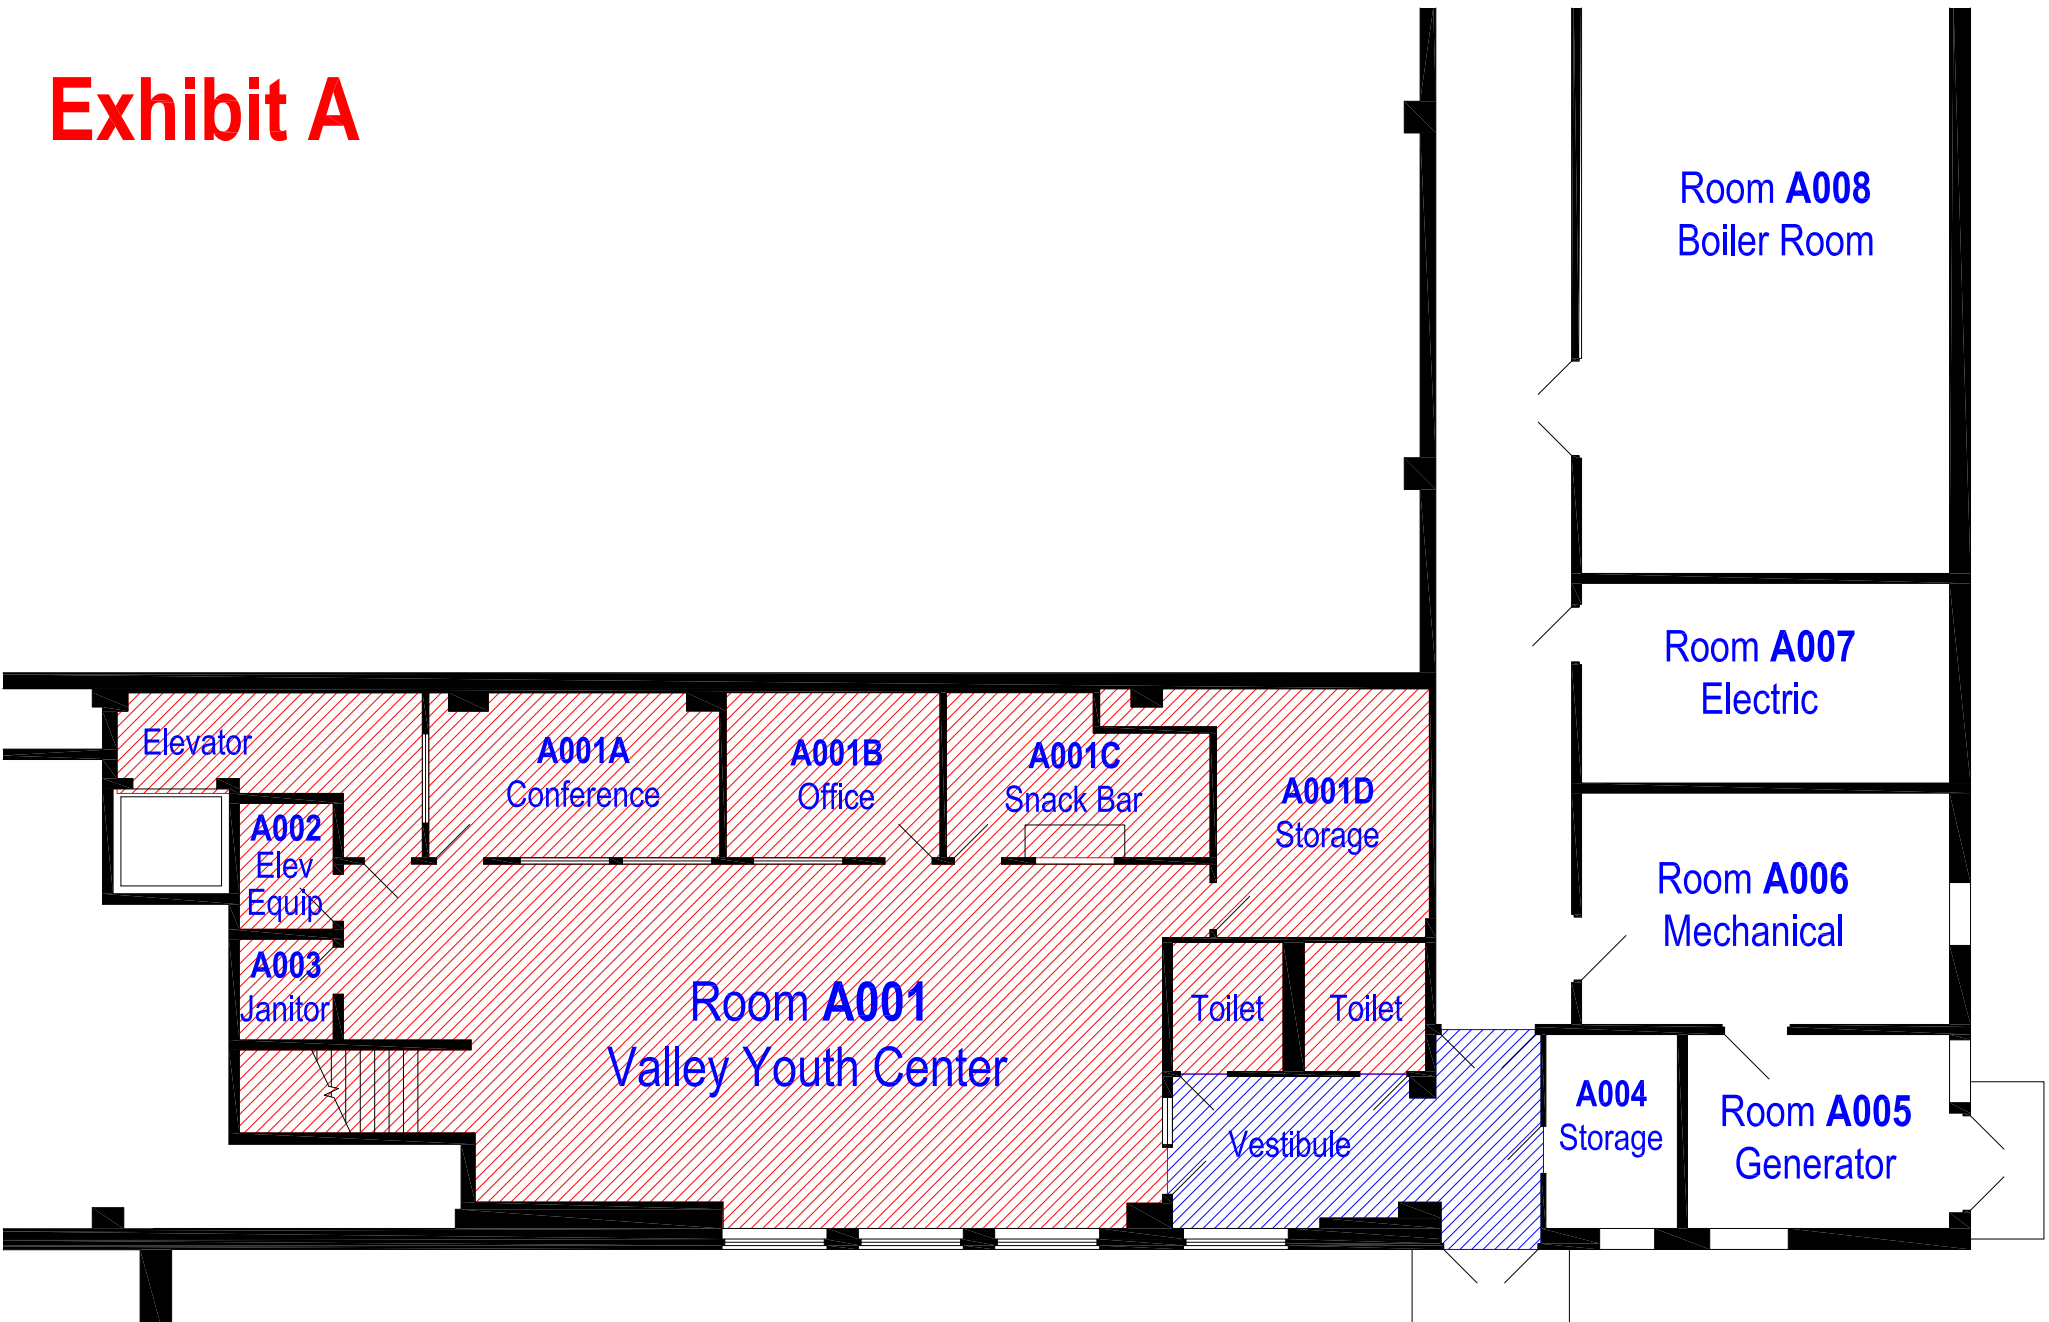 Exhibit A
Room A008
Boiler Room
Room A007
Electric
Elevator
A001A
Conference
A001B
Office
A001C
Snack Bar
A001D
Storage
A002
Elev
Equip
Room A006
Mechanical
A003
Janitor
Room A001
Valley Youth Center
Toilet
Toilet
Vestibule
A004
Storage
Room A005
Generator